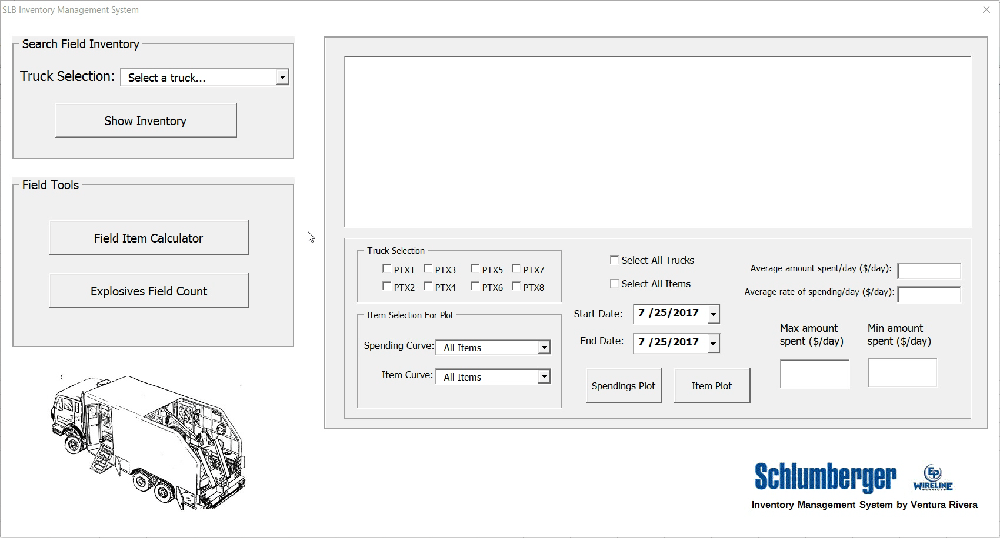 SLB Inventory Management System
Search Field Inventory
Truck Selection:
Select a truck...
Show Inventory
Field Tools
Field Item Calculator
Explosives Field Count
Truck Selection
PTX1 PTX3 PTX5 PTX7
PTX2 PTX4 PTX6 PTX8
Item Selection For Plot
Spending Curve: All Items
Item Curve: All Items
Select All Trucks
Select All Items
Start Date: 7 /25/2017
End Date: 7 /25/2017
Spendings Plot
Item Plot
Average amount spent/day ($/day):
Average rate of spending/day ($/day):
Max amount
spent ($/day)
Min amount
spent ($/day)
Schlumberger
EP
WIRELINE
SERVICES
Inventory Management System by Ventura Rivera